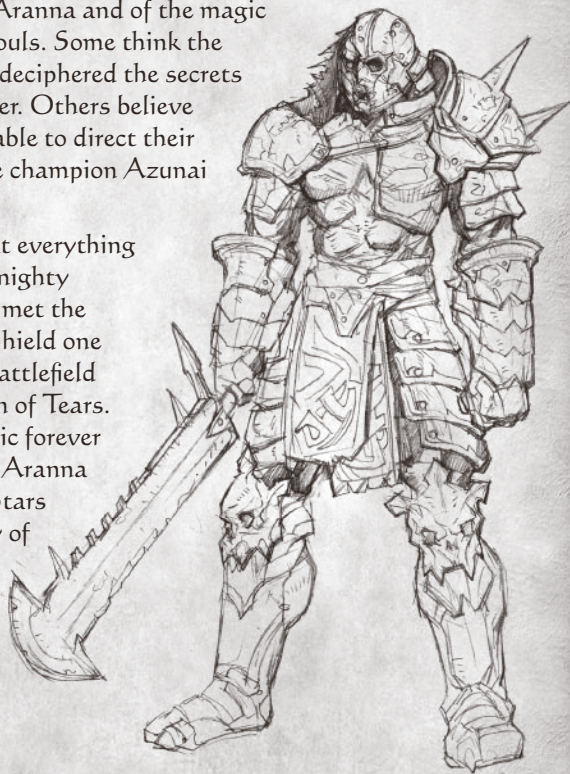 Aranna and of the magic
ouls. Some think the
deciphered the secrets
er. Others believe
able to direct their
e champion Azunai
t everything
nighty
met the
hield one
attlefield
n of Tears.
ic forever
Aranna
tars
y of